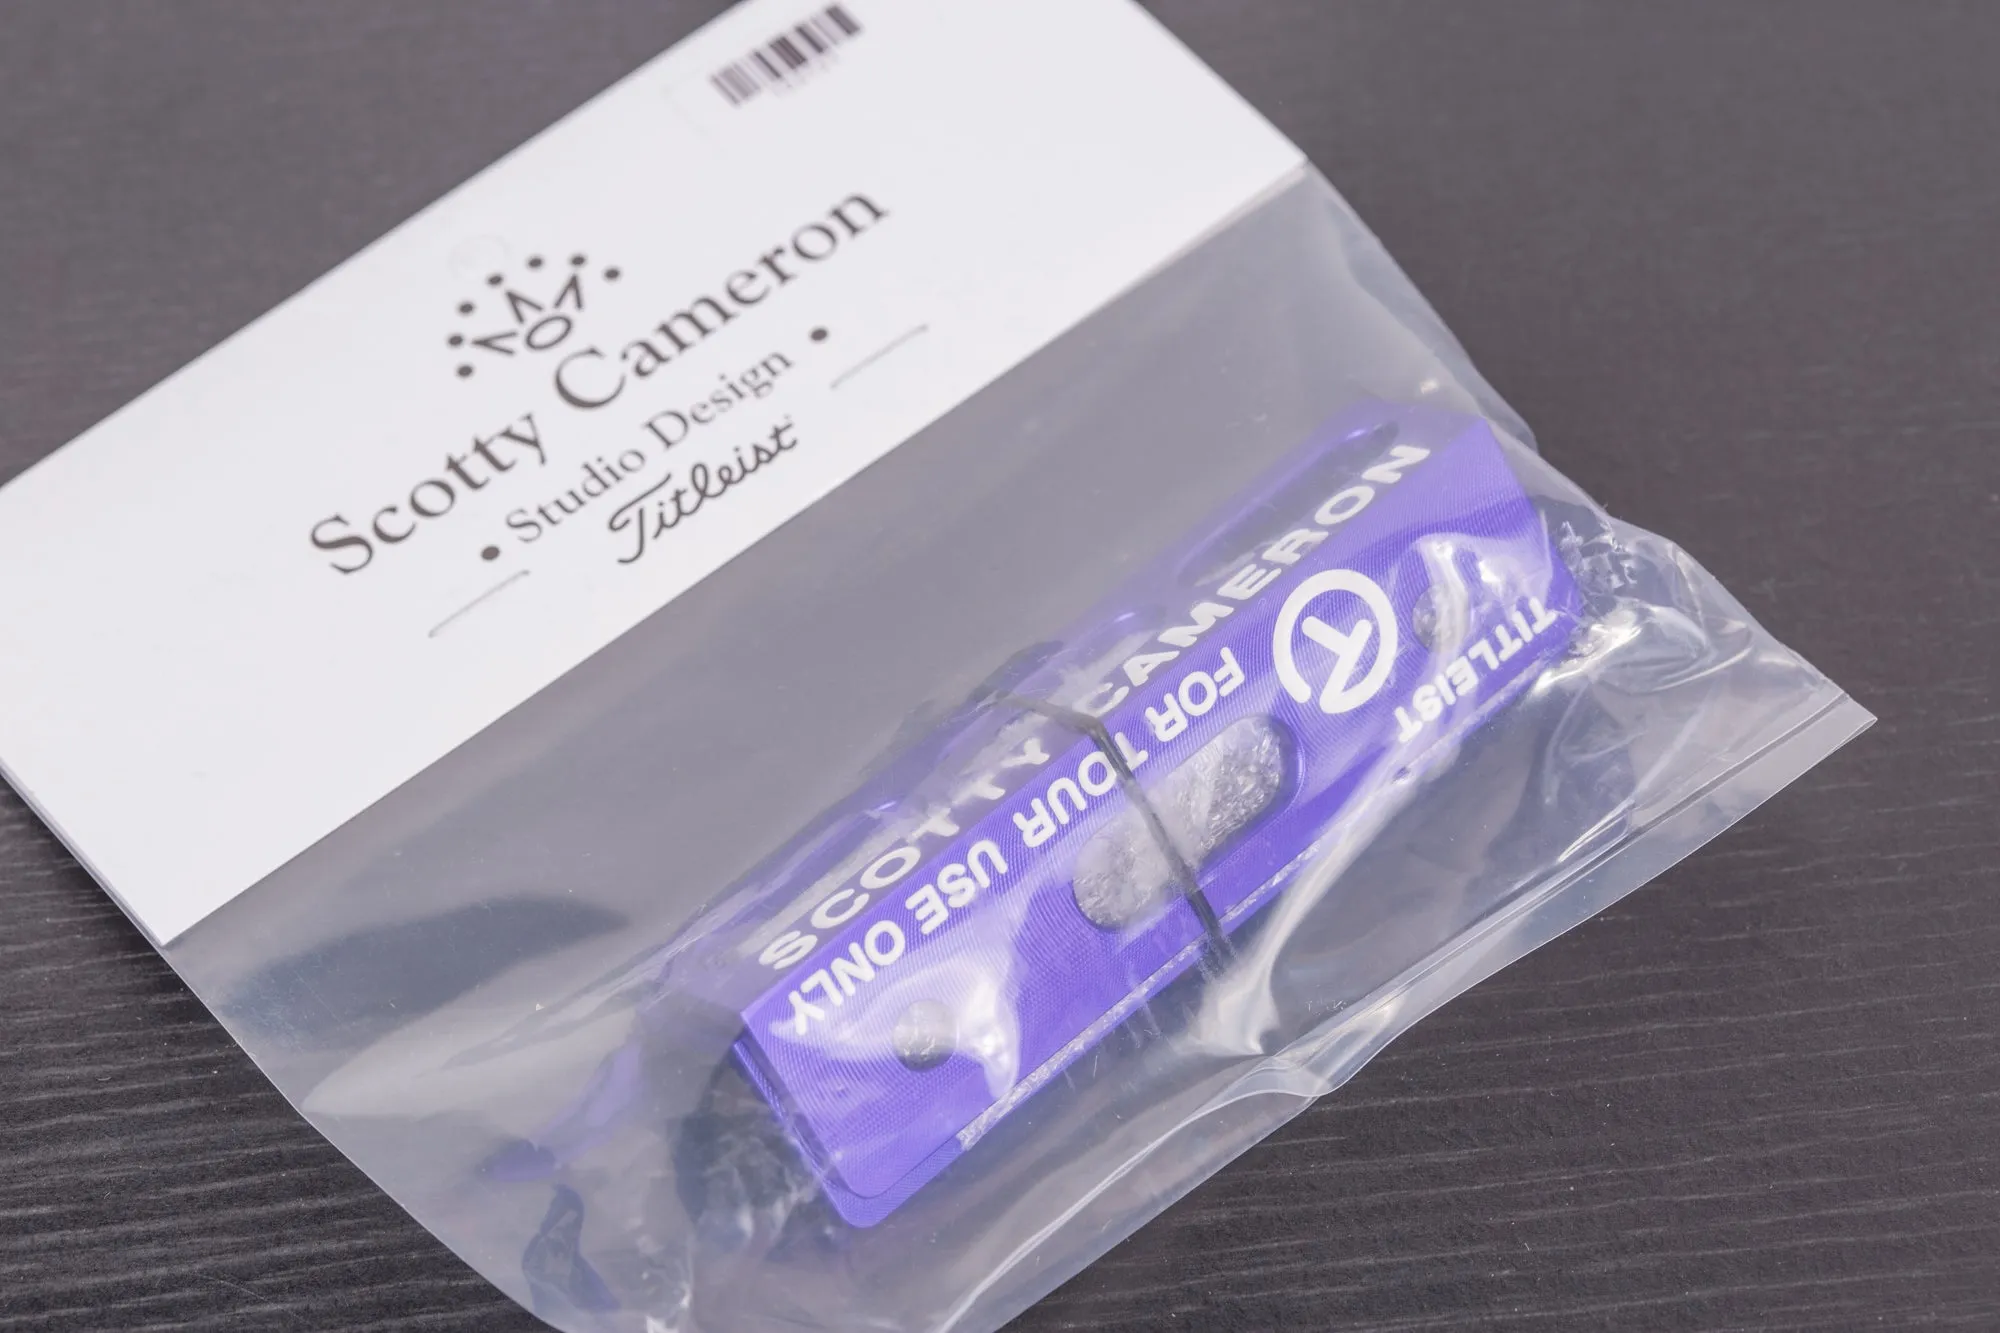 Scotty Cameron
• Studio Design •
Titleist
SCOTTY CAMERON
FOR TOUR USE ONLY
TITLEIST